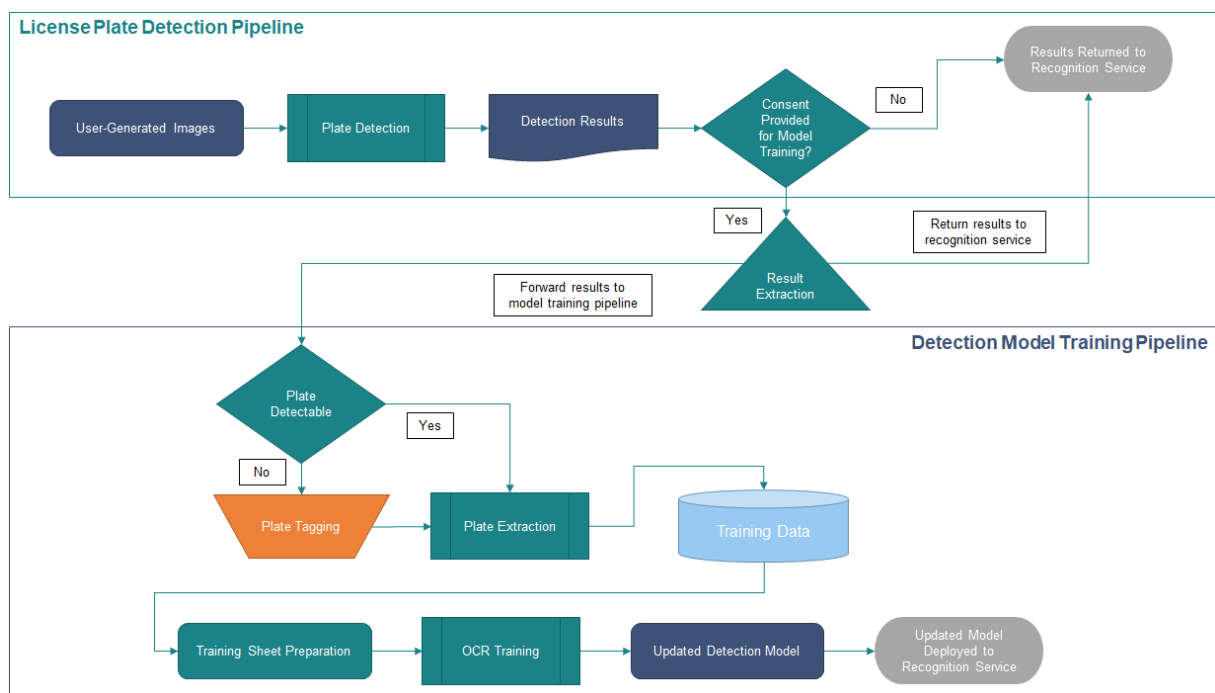 License Plate Detection Pipeline
Results Returned to
Recognition Service
User-Generated Images
Plate Detection
Detection Results
Consent
Provided
for Model
Training?
No
Yes
Return results to
recognition service
Result
Extraction
Forward results to
model training pipeline
Detection Model Training Pipeline
Plate
Detectable
Yes
No
Plate Tagging
Plate Extraction
Training Data
Training Sheet Preparation
OCR Training
Updated Detection Model
Updated Model
Deployed to
Recognition Service